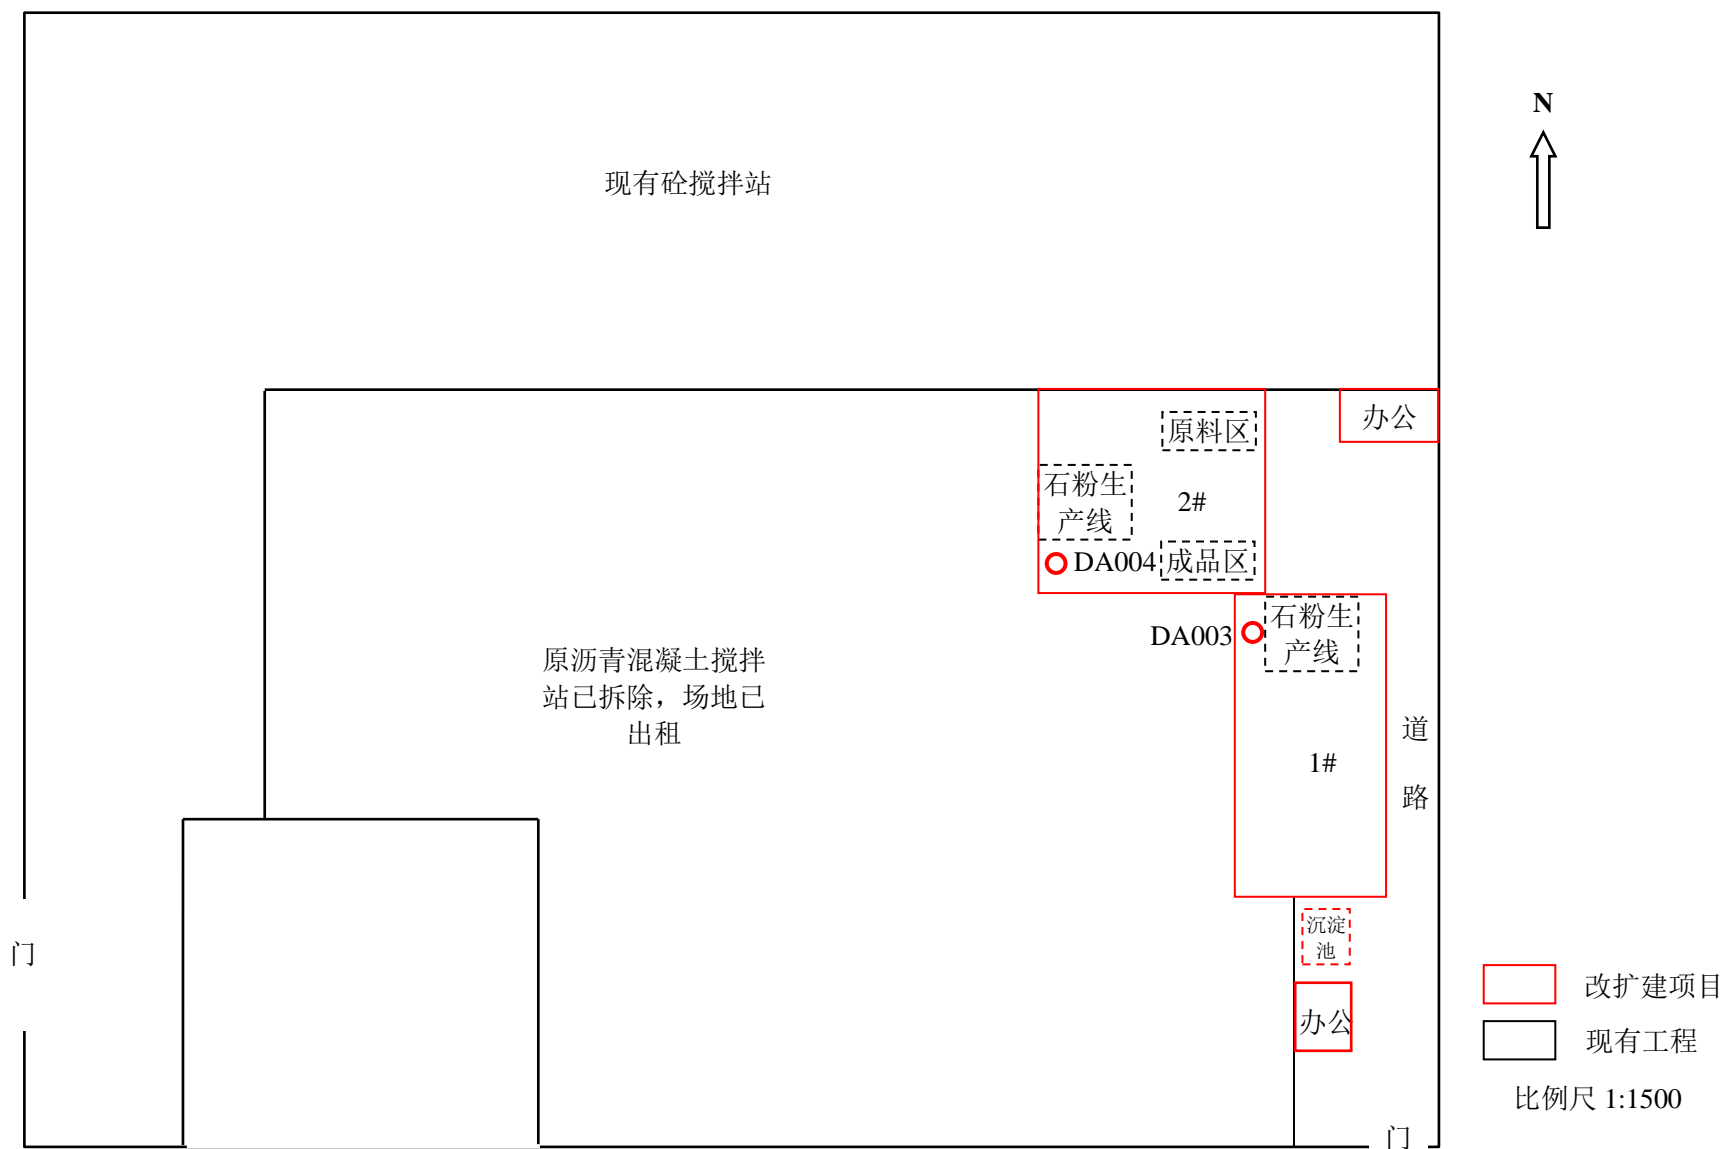 N
现有砼搅拌站
办公
原料区
石粉生
产线
2#
DA004
成品区
石粉生
产线
DA003
原沥青混凝土搅拌
站已拆除，场地已
出租
道
路
1#
沉淀
池
门
办公
改扩建项目
现有工程
比例尺 1:1500
门